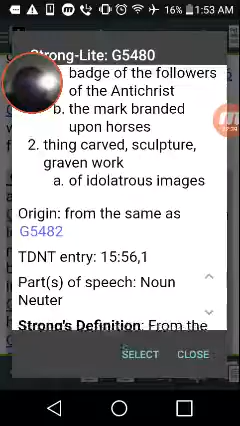 16% 1:53 AM
Strong-Lite: G5480
badge of the followers
of the Antichrist
b. the mark branded
upon horses
2. thing carved, sculpture,
graven work
a. of idolatrous images
Origin: from the same as
G5482
TDNT entry: 15:56,1
Part(s) of speech: Noun
Neuter
Strong's Definition: From the
SELECT CLOSE